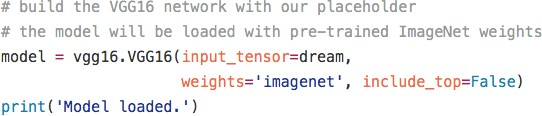 # build the VGG16 network with our placeholder
# the model will be loaded with pre-trained ImageNet weights
model = vgg16.VGG16(input_tensor=dream,
                    weights='imagenet', include_top=False)
print('Model loaded.')